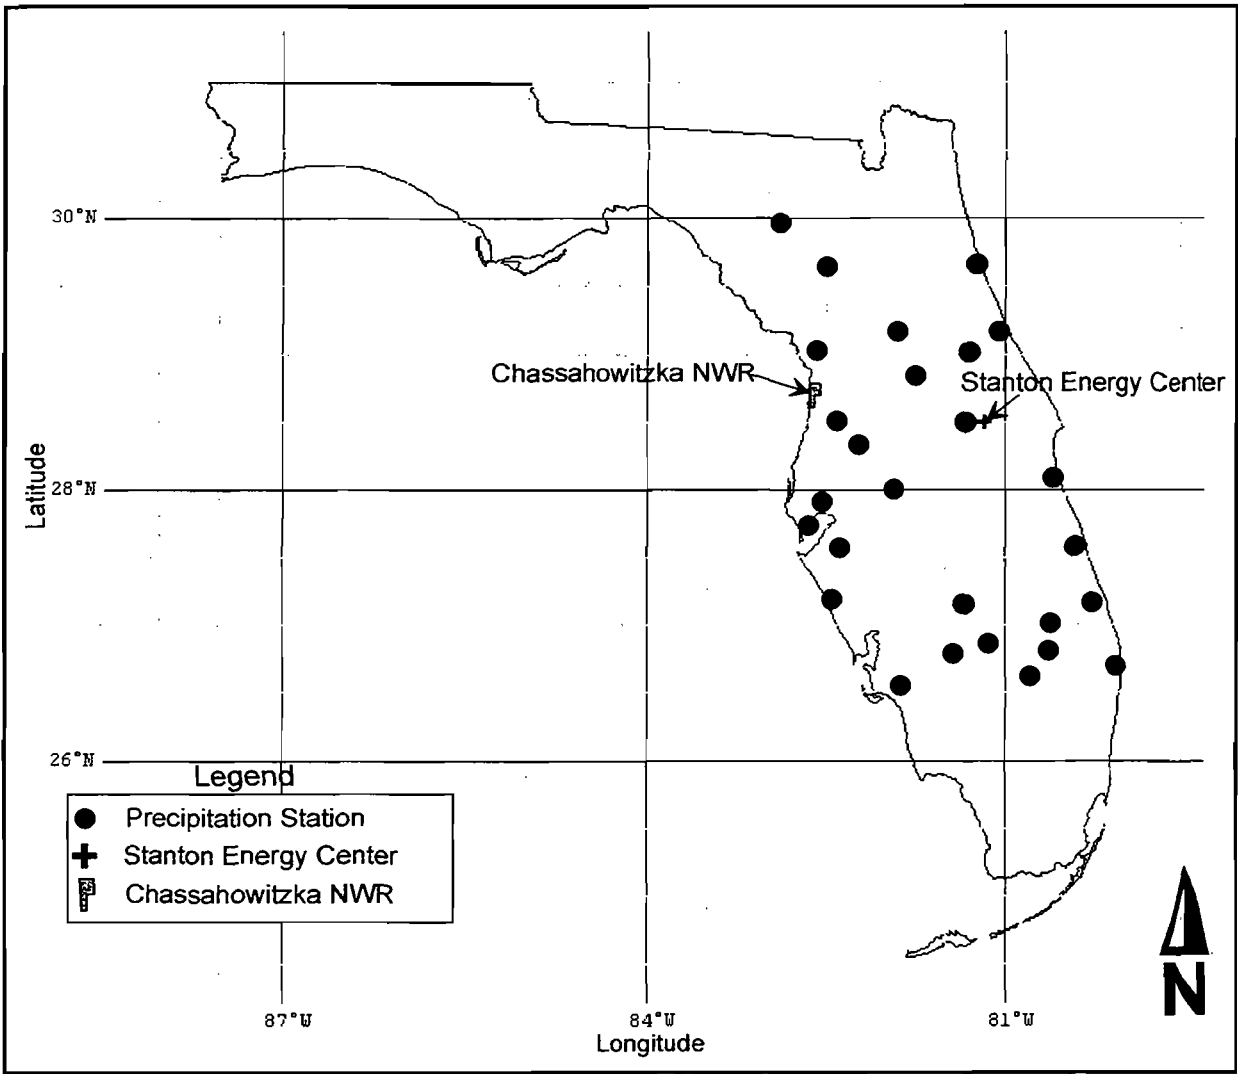 30°N
Chassahowitzka NWR
Stanton Energy Center
28°N
Latitude
26°N
Legend
Precipitation Station
Stanton Energy Center
Chassahowitzka NWR
N
87°W
84°W
81°W
Longitude